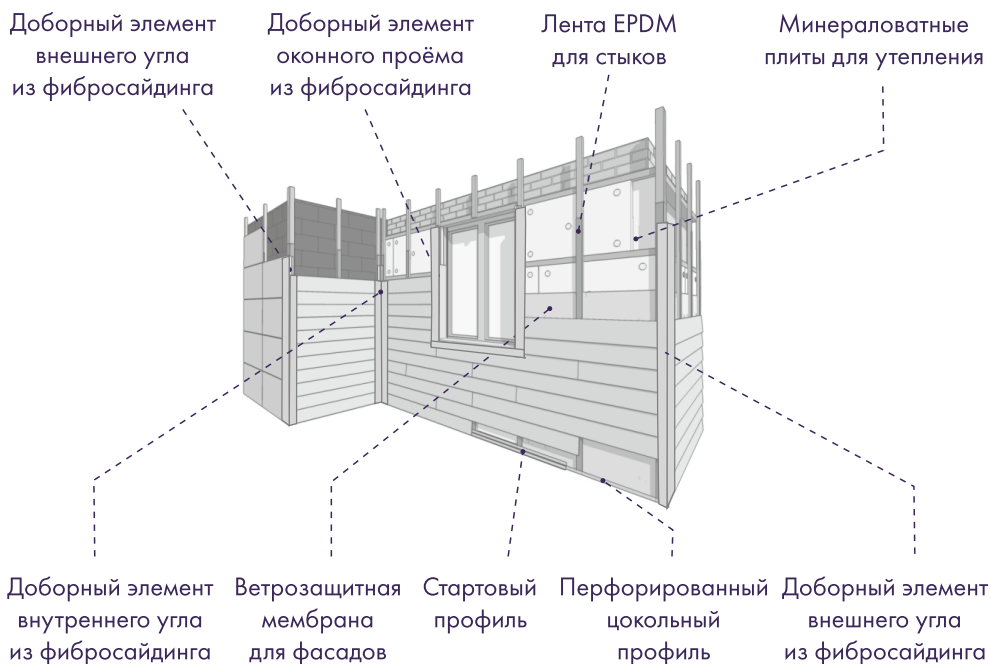 Доборный элемент
внешнего угла
из фибросайдинга
Доборный элемент
оконного проёма
из фибросайдинга
Лента EPDM
для стыков
Минераловатные
плиты для утепления
Доборный элемент
внутреннего угла
из фибросайдинга
Ветрозащитная
мембрана
для фасадов
Стартовый
профиль
Перфорированный
цокольный
профиль
Доборный элемент
внешнего угла
из фибросайдинга